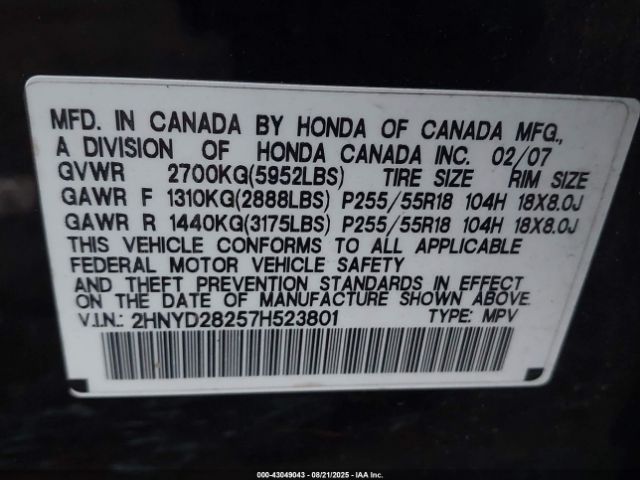 MFD. IN CANADA BY HONDA OF CANADA MFG.,
A DIVISION OF HONDA CANADA INC. 02/07
GVWR 2700KG(5952LBS) TIRE SIZE RIM SIZE
GAWR F 1310KG(2888LBS) P255/55R18 104H 18X8.0J
GAWR R 1440KG(3175LBS) P255/55R18 104H 18X8.0J
THIS VEHICLE CONFORMS TO ALL APPLICABLE
FEDERAL MOTOR VEHICLE SAFETY
AND THEFT PREVENTION STANDARDS IN EFFECT
ON THE DATE OF MANUFACTURE SHOWN ABOVE.
V.I.N.: 2HNYD28257H523801 TYPE: MPV
000-43049043 - 08/21/2025 - IAA Inc.